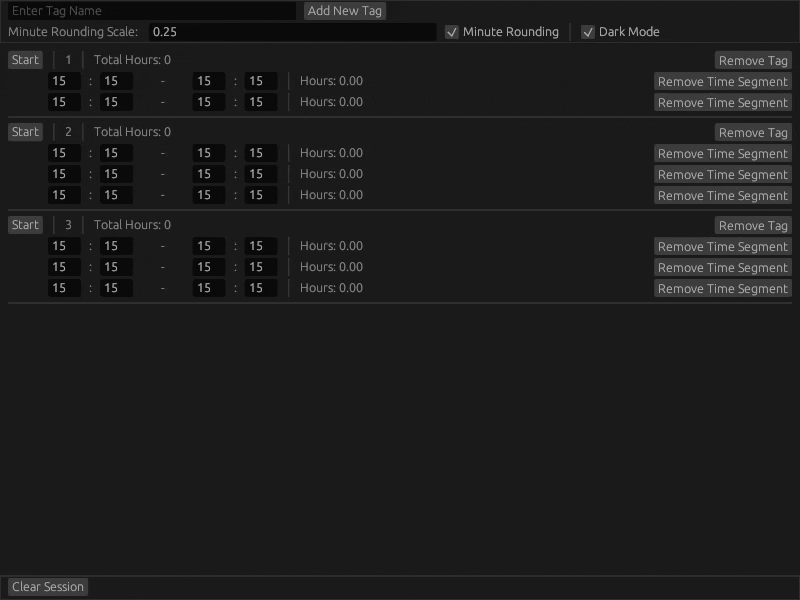 Enter Tag Name Add New Tag
Minute Rounding Scale: 0.25 Minute Rounding Dark Mode
Start 1 Total Hours: 0 Remove Tag
15 : 15 - 15 : 15 Hours: 0.00 Remove Time Segment
15 : 15 - 15 : 15 Hours: 0.00 Remove Time Segment
Start 2 Total Hours: 0 Remove Tag
15 : 15 - 15 : 15 Hours: 0.00 Remove Time Segment
15 : 15 - 15 : 15 Hours: 0.00 Remove Time Segment
15 : 15 - 15 : 15 Hours: 0.00 Remove Time Segment
Start 3 Total Hours: 0 Remove Tag
15 : 15 - 15 : 15 Hours: 0.00 Remove Time Segment
15 : 15 - 15 : 15 Hours: 0.00 Remove Time Segment
15 : 15 - 15 : 15 Hours: 0.00 Remove Time Segment
Clear Session